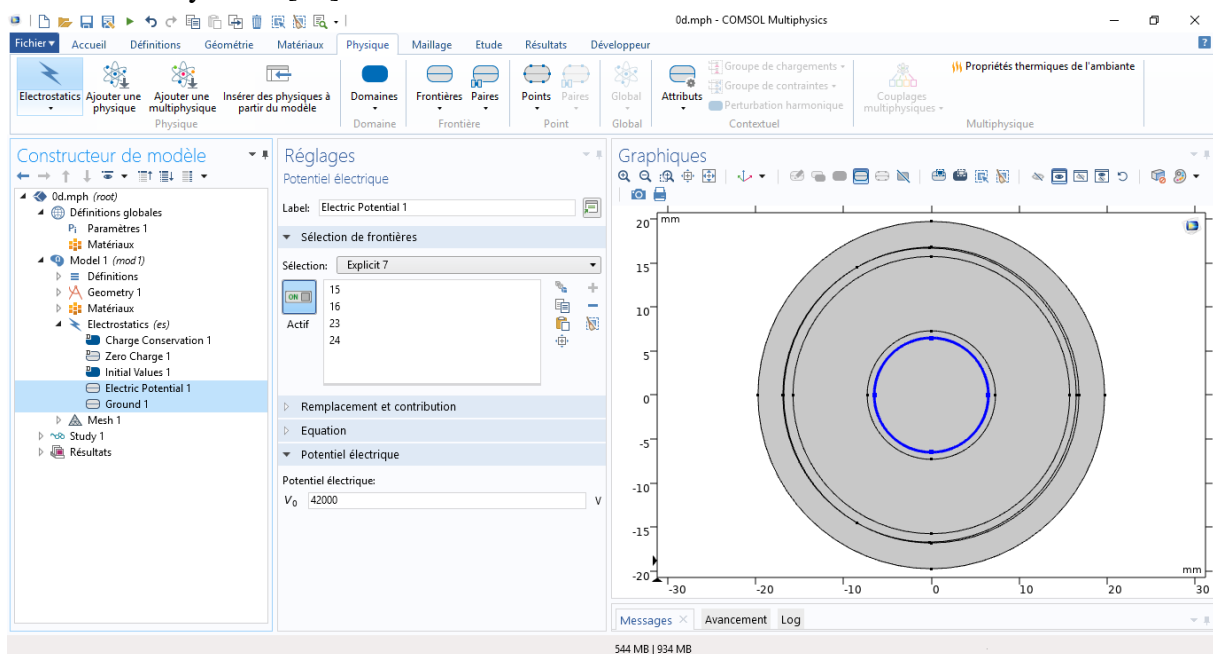 0d.mph - COMSOL Multiphysics
Fichier Accueil Définitions Géométrie Matériaux Physique Maillage Etude Résultats Développeur ?
Electrostatics Ajouter une physique Ajouter une multiphysique Insérer des physiques à partir du modèle Domaines Frontières Paires Points Paires Global Attributs Groupe de chargements Groupe de contraintes Perturbation harmonique Couplages multiphysiques Propriétés thermiques de l'ambiante
Physique Domaine Frontière Point Global Contextuel Multiphysique
Constructeur de modèle
0d.mph (root)
Définitions globales
Pi Paramètres 1
Matériaux
Model 1 (mod1)
Définitions
Geometry 1
Matériaux
Electrostatics (es)
Charge Conservation 1
Zero Charge 1
Initial Values 1
Electric Potential 1
Ground 1
Mesh 1
Study 1
Résultats
Réglages
Potentiel électrique
Label: Electric Potential 1
Sélection de frontières
Sélection: Explicit 7
ON
Actif
15
16
23
24
Remplacement et contribution
Equation
Potentiel électrique
Potentiel électrique:
V0 42000 V
Graphiques
mm
20
15
10
5
0
-5
-10
-15
-20
-30 -20 -10 0 10 20 30
mm
Messages Avancement Log
544 MB | 934 MB